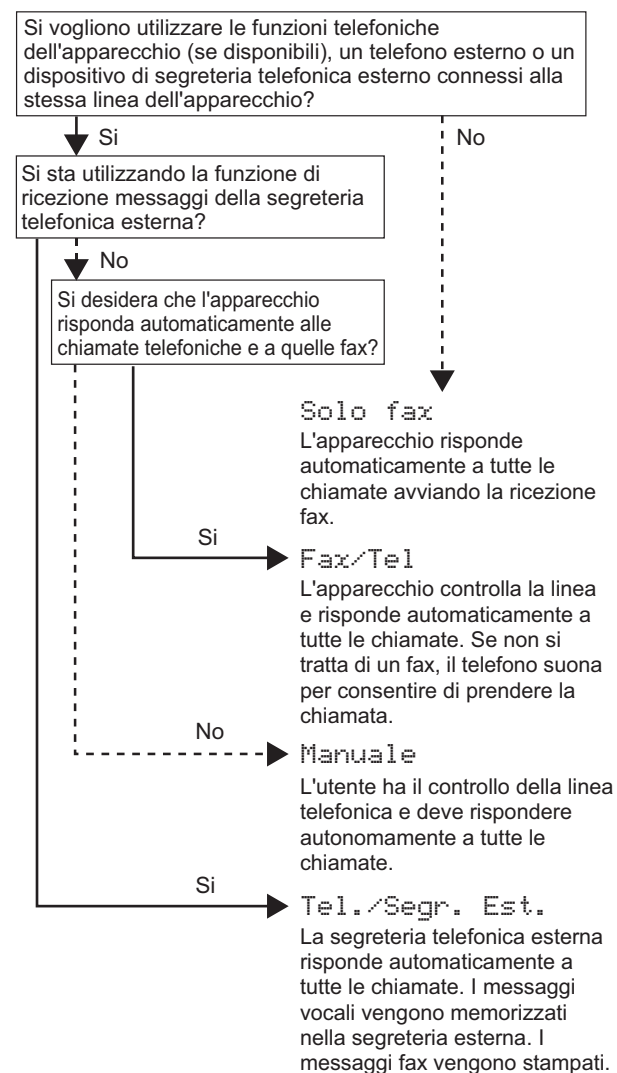 Si vogliono utilizzare le funzioni telefoniche
dell'apparecchio (se disponibili), un telefono esterno o un
dispositivo di segreteria telefonica esterno connessi alla
stessa linea dell'apparecchio?
Si
No
Si sta utilizzando la funzione di
ricezione messaggi della segreteria
telefonica esterna?
No
Si desidera che l'apparecchio
risponda automaticamente alle
chiamate telefoniche e a quelle fax?
Solo fax
L'apparecchio risponde
automaticamente a tutte le
chiamate avviando la ricezione
fax.
Si
Fax/Tel
L'apparecchio controlla la linea
e risponde automaticamente a
tutte le chiamate. Se non si
tratta di un fax, il telefono suona
per consentire di prendere la
chiamata.
No
Manuale
L'utente ha il controllo della linea
telefonica e deve rispondere
autonomamente a tutte le
chiamate.
Si
Tel./Segr. Est.
La segreteria telefonica esterna
risponde automaticamente a
tutte le chiamate. I messaggi
vocali vengono memorizzati
nella segreteria esterna. I
messaggi fax vengono stampati.